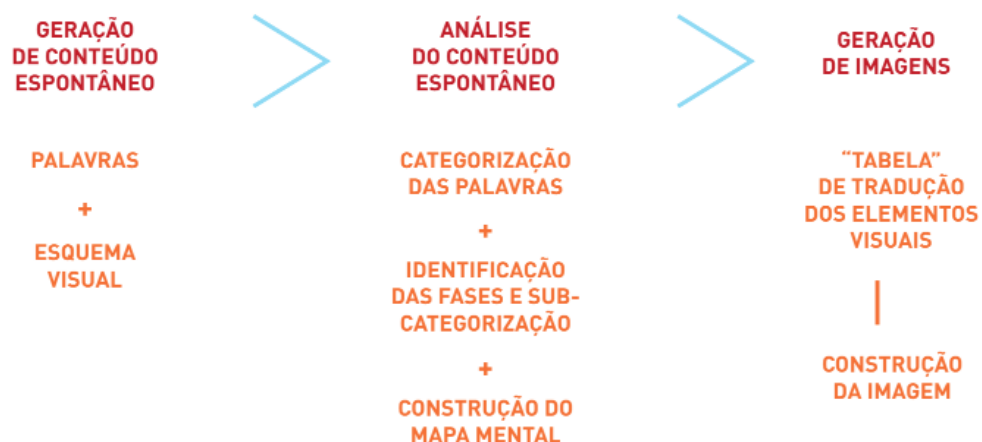 GERAÇÃO
DE CONTEÚDO
ESPONTÂNEO
PALAVRAS
+
ESQUEMA
VISUAL
ANÁLISE
DO CONTEÚDO
ESPONTÂNEO
CATEGORIZAÇÃO
DAS PALAVRAS
+
IDENTIFICAÇÃO
DAS FASES E SUB-
CATEGORIZAÇÃO
+
CONSTRUÇÃO DO
MAPA MENTAL
GERAÇÃO
DE IMAGENS
“TABELA”
DE TRADUÇÃO
DOS ELEMENTOS
VISUAIS
CONSTRUÇÃO
DA IMAGEM